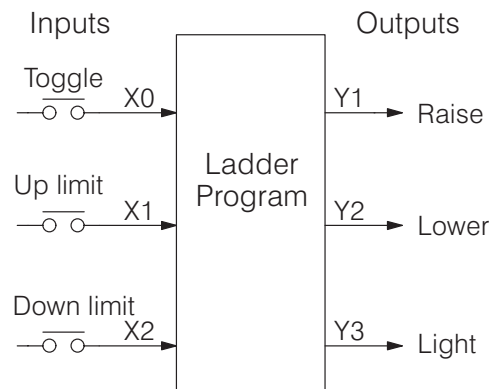 Inputs
Outputs
Toggle
X0
Y1
Raise
Ladder
Program
Up limit
X1
Y2
Lower
Down limit
X2
Y3
Light